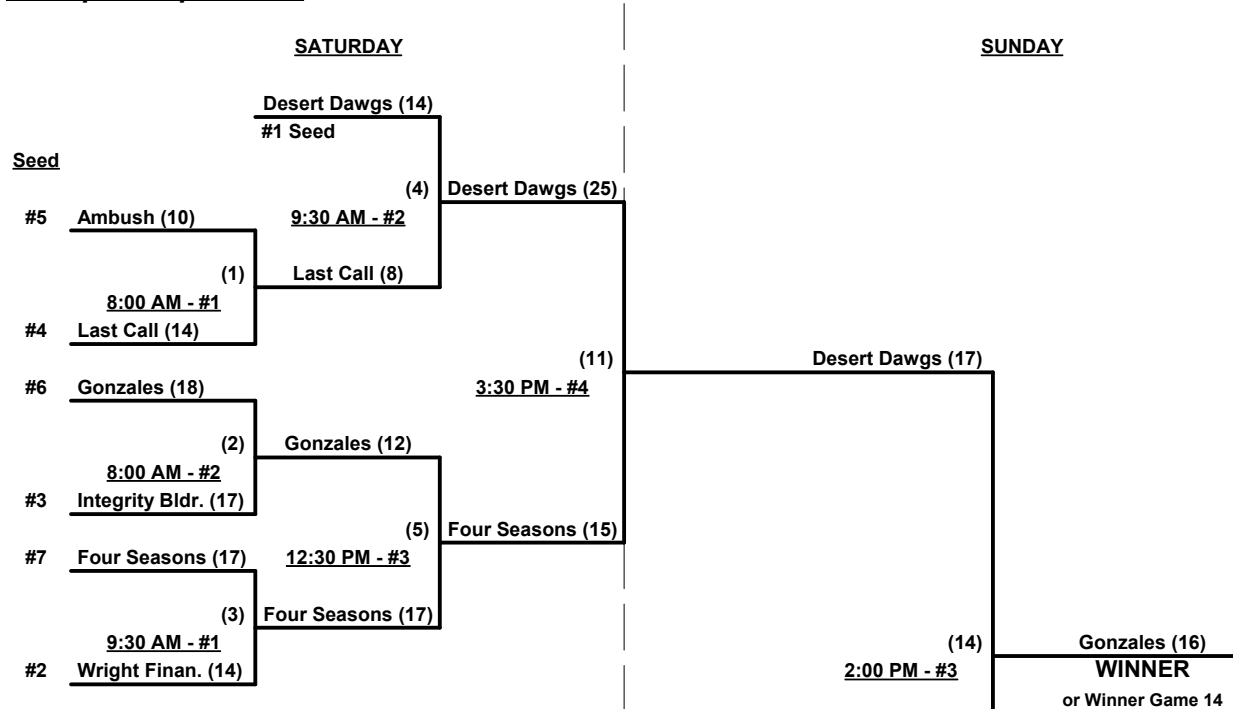 SATURDAY
SUNDAY
Desert Dawgs (14)
#1 Seed
Seed
(4)
Desert Dawgs (25)
#5
Ambush (10)
9:30 AM - #2
(1)
Last Call (8)
8:00 AM - #1
#4
Last Call (14)
(11)
Desert Dawgs (17)
#6
Gonzales (18)
3:30 PM - #4
(2)
Gonzales (12)
8:00 AM - #2
#3
Integrity Bldr. (17)
(5)
Four Seasons (15)
#7
Four Seasons (17)
12:30 PM - #3
(3)
Four Seasons (17)
9:30 AM - #1
(14)
Gonzales (16)
#2
Wright Finan. (14)
2:00 PM - #3
WINNER
or Winner Game 14